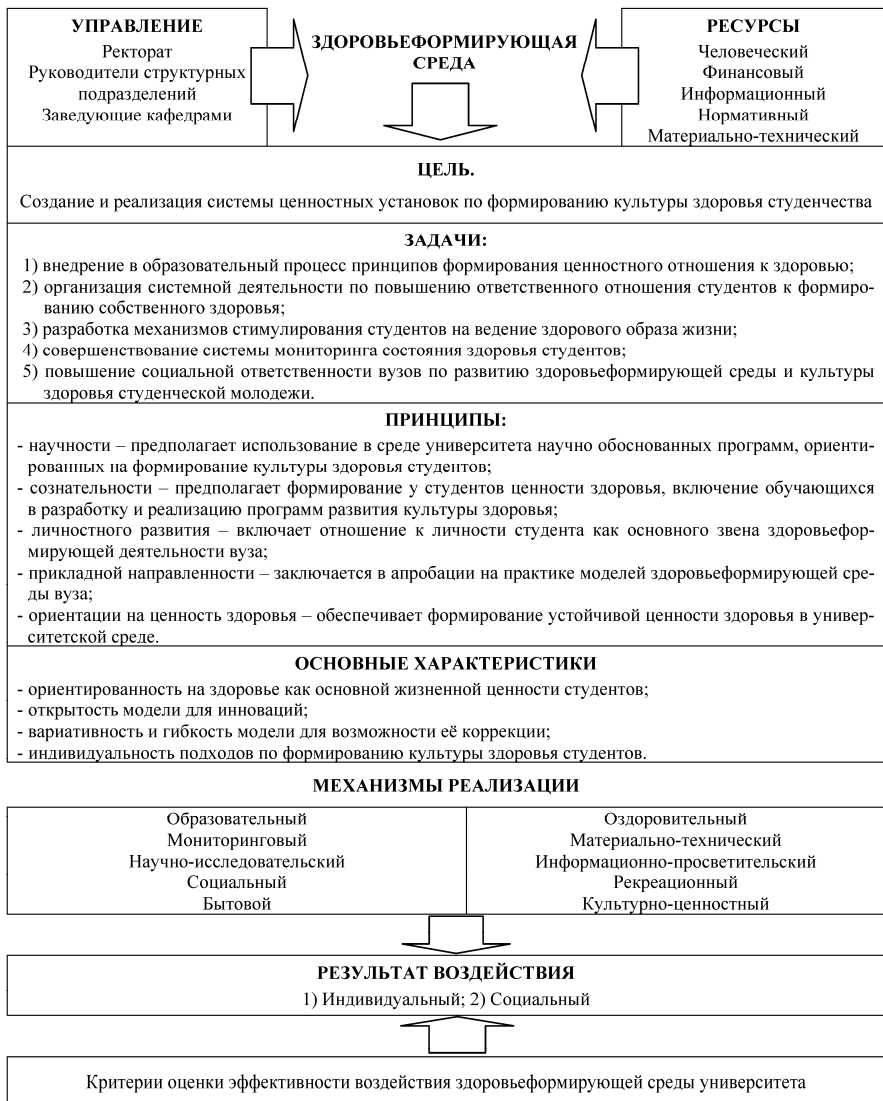 УПРАВЛЕНИЕ
Ректорат
Руководители структурных
подразделений
Заведующие кафедрами
ЗДОРОВЬЕФОРМИРУЮЩАЯ
СРЕДА
РЕСУРСЫ
Человеческий
Финансовый
Информационный
Нормативный
Материально-технический
ЦЕЛЬ.
Создание и реализация системы ценностных установок по формированию культуры здоровья студенчества
ЗАДАЧИ:
1) внедрение в образовательный процесс принципов формирования ценностного отношения к здоровью;
2) организация системной деятельности по повышению ответственного отношения студентов к формиро-
ванию собственного здоровья;
3) разработка механизмов стимулирования студентов на ведение здорового образа жизни;
4) совершенствование системы мониторинга состояния здоровья студентов;
5) повышение социальной ответственности вузов по развитию здоровьеформирующей среды и культуры
здоровья студенческой молодежи.
ПРИНЦИПЫ:
- научности – предполагает использование в среде университета научно обоснованных программ, ориенти-
рованных на формирование культуры здоровья студентов;
- сознательности – предполагает формирование у студентов ценности здоровья, включение обучающихся
в разработку и реализацию программ развития культуры здоровья;
- личностного развития – включает отношение к личности студента как основного звена здоровьефор-
мирующей деятельности вуза;
- прикладной направленности – заключается в апробации на практике моделей здоровьеформирующей сре-
ды вуза;
- ориентации на ценность здоровья – обеспечивает формирование устойчивой ценности здоровья в универ-
ситетской среде.
ОСНОВНЫЕ ХАРАКТЕРИСТИКИ
- ориентированность на здоровье как основной жизненной ценности студентов;
- открытость модели для инноваций;
- вариативность и гибкость модели для возможности её коррекции;
- индивидуальность подходов по формированию культуры здоровья студентов.
МЕХАНИЗМЫ РЕАЛИЗАЦИИ
Образовательный
Мониторинговый
Научно-исследовательский
Социальный
Бытовой
Оздоровительный
Материально-технический
Информационно-просветительский
Рекреационный
Культурно-ценностный
РЕЗУЛЬТАТ ВОЗДЕЙСТВИЯ
1) Индивидуальный; 2) Социальный
Критерии оценки эффективности воздействия здоровьеформирующей среды университета